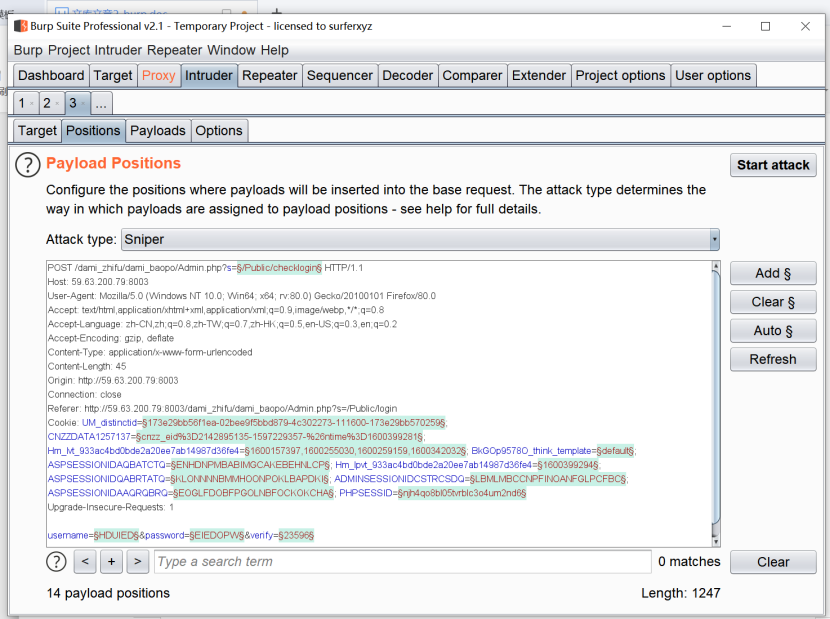 Burp Suite Professional v2.1 - Temporary Project - licensed to surferxyz
Burp Project Intruder Repeater Window Help
Dashboard Target Proxy Intruder Repeater Sequencer Decoder Comparer Extender Project options User options
1 × 2 × 3 × ...
Target Positions Payloads Options
? Payload Positions
Start attack
Configure the positions where payloads will be inserted into the base request. The attack type determines the
way in which payloads are assigned to payload positions - see help for full details.
Attack type: Sniper
POST /dami_zhifu/dami_baopo/Admin.php?s=§/Public/checklogin§ HTTP/1.1
Host: 59.63.200.79:8003
User-Agent: Mozilla/5.0 (Windows NT 10.0; Win64; x64; rv:80.0) Gecko/20100101 Firefox/80.0
Accept: text/html,application/xhtml+xml,application/xml;q=0.9,image/webp,*/*;q=0.8
Accept-Language: zh-CN,zh;q=0.8,zh-TW;q=0.7,zh-HK;q=0.5,en-US;q=0.3,en;q=0.2
Accept-Encoding: gzip, deflate
Content-Type: application/x-www-form-urlencoded
Content-Length: 45
Origin: http://59.63.200.79:8003
Connection: close
Referer: http://59.63.200.79:8003/dami_zhifu/dami_baopo/Admin.php?s=/Public/login
Cookie: UM_distinctid=§173e29bb56f1ea-02bee9f5bbd879-4c302273-111600-173e29bb570259§;
CNZZDATA1257137=§cnzz_eid%3D2142895135-1597229357-%26ntime%3D1600399281§;
Hm_lvt_933ac4bd0bde2a20ee7ab14987d36fe4=§1600157397,1600255030,1600259159,1600342032§; BkGOp9578O_think_template=§default§;
ASPSESSIONIDAQBATCTQ=§ENHDNPMBABIMGCAKEBEHNLCP§; Hm_lpvt_933ac4bd0bde2a20ee7ab14987d36fe4=§1600399294§;
ASPSESSIONIDQABRTATQ=§KLONNNNBMMHOONPOKLBAPDKI§; ADMINSESSIONIDCSTRCSDQ=§LBMLMBCCNPFINOANFGLPCFBC§;
ASPSESSIONIDAAQRQBRQ=§EOGLFDOBFPGOLNBFOCKOKCHA§; PHPSESSID=§njh4qo8bl05tvrblc3o4um2nd6§
Upgrade-Insecure-Requests: 1
username=§HDUIED§&password=§EIEDOPW§&verify=§23596§
Add §
Clear §
Auto §
Refresh
? < + > Type a search term 0 matches Clear
14 payload positions Length: 1247